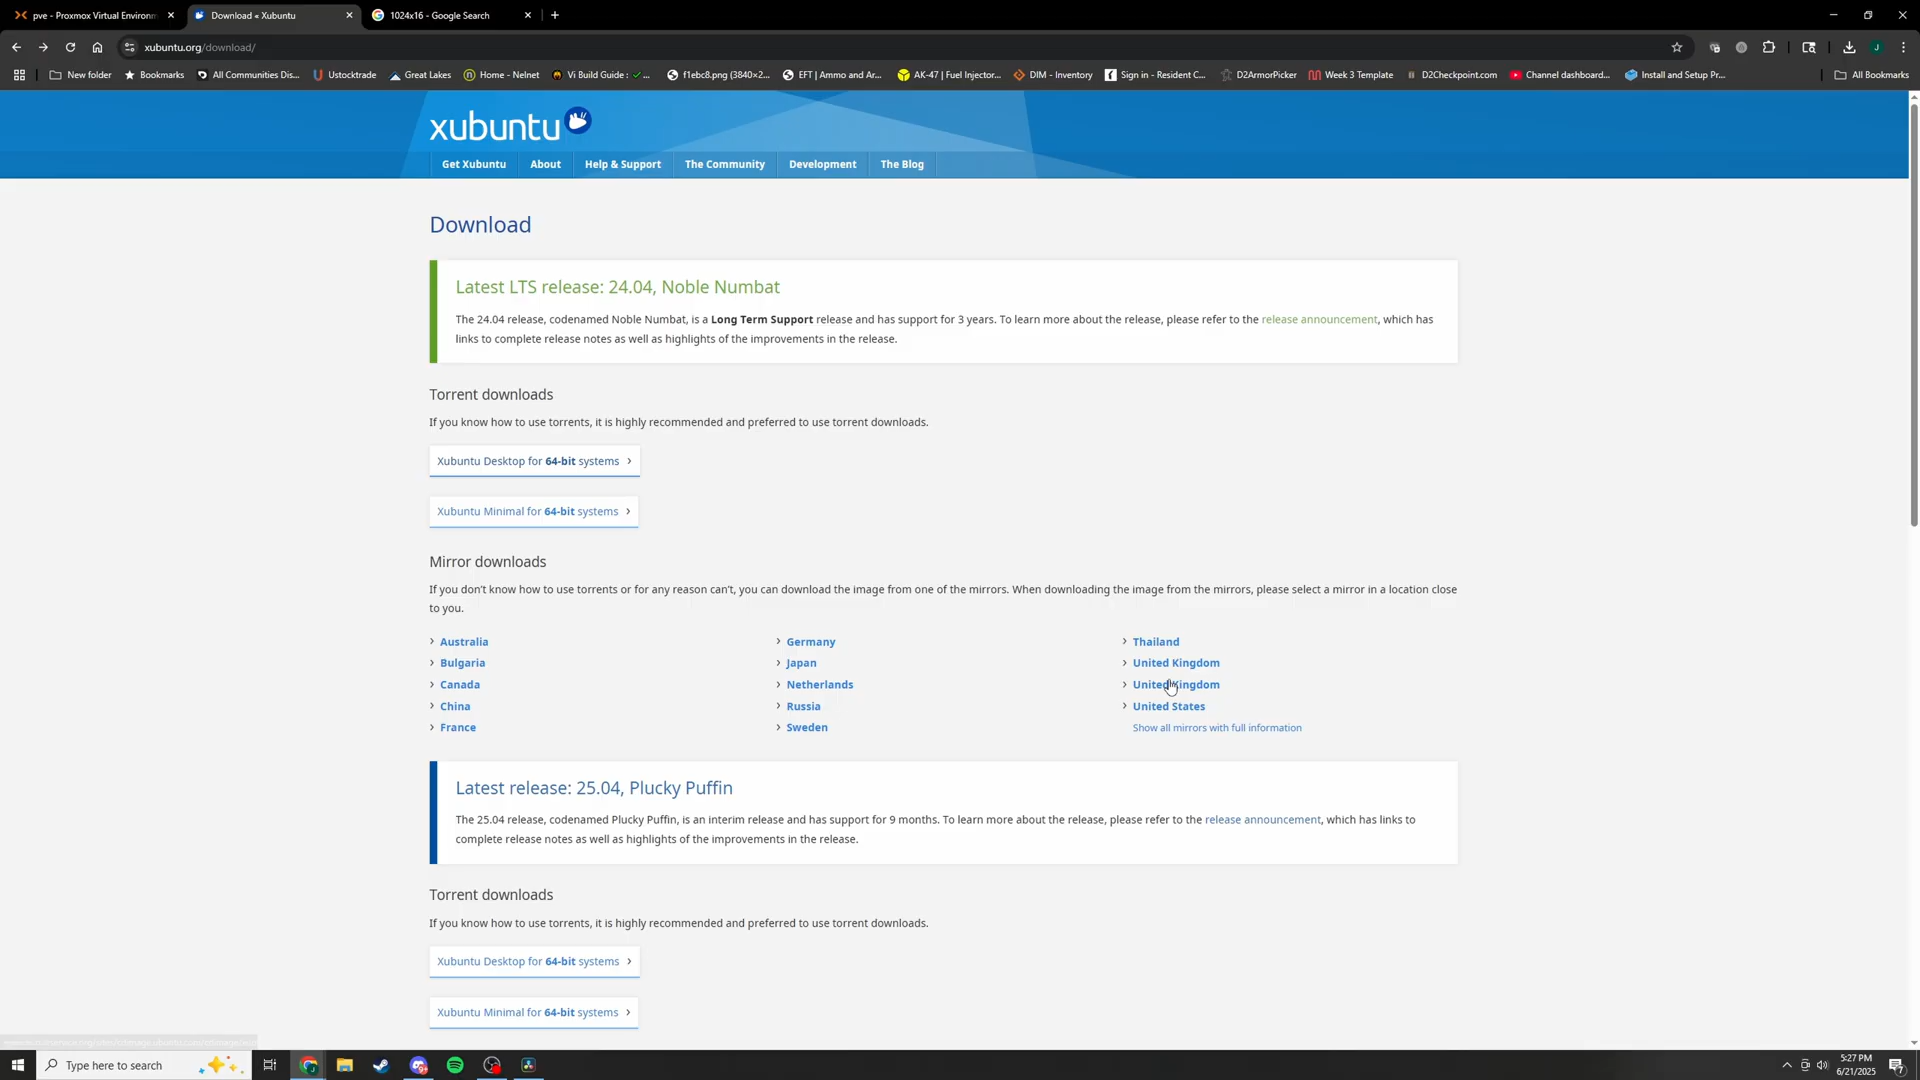 pve - Proxmox Virtual Environm
Download « Xubuntu
1024x16 - Google Search
xubuntu.org/download/
New folder
Bookmarks
All Communities Dis...
Ustocktrade
Great Lakes
Home - Nelnet
Vi Build Guide : ✓ ...
f1ebc8.png (3840×2...
EFT | Ammo and Ar...
AK-47 | Fuel Injector...
DIM - Inventory
Sign in - Resident C...
D2ArmorPicker
Week 3 Template
D2Checkpoint.com
Channel dashboard...
Install and Setup Pr...
All Bookmarks
xubuntu
Get Xubuntu
About
Help & Support
The Community
Development
The Blog
Download
Latest LTS release: 24.04, Noble Numbat
The 24.04 release, codenamed Noble Numbat, is a Long Term Support release and has support for 3 years. To learn more about the release, please refer to the release announcement, which has
links to complete release notes as well as highlights of the improvements in the release.
Torrent downloads
If you know how to use torrents, it is highly recommended and preferred to use torrent downloads.
Xubuntu Desktop for 64-bit systems ›
Xubuntu Minimal for 64-bit systems ›
Mirror downloads
If you don't know how to use torrents or for any reason can't, you can download the image from one of the mirrors. When downloading the image from the mirrors, please select a mirror in a location close
to you.
› Australia
› Bulgaria
› Canada
› China
› France
› Germany
› Japan
› Netherlands
› Russia
› Sweden
› Thailand
› United Kingdom
› United Kingdom
› United States
Show all mirrors with full information
Latest release: 25.04, Plucky Puffin
The 25.04 release, codenamed Plucky Puffin, is an interim release and has support for 9 months. To learn more about the release, please refer to the release announcement, which has links to
complete release notes as well as highlights of the improvements in the release.
Torrent downloads
If you know how to use torrents, it is highly recommended and preferred to use torrent downloads.
Xubuntu Desktop for 64-bit systems ›
Xubuntu Minimal for 64-bit systems ›
Type here to search
5:27 PM
6/21/2025